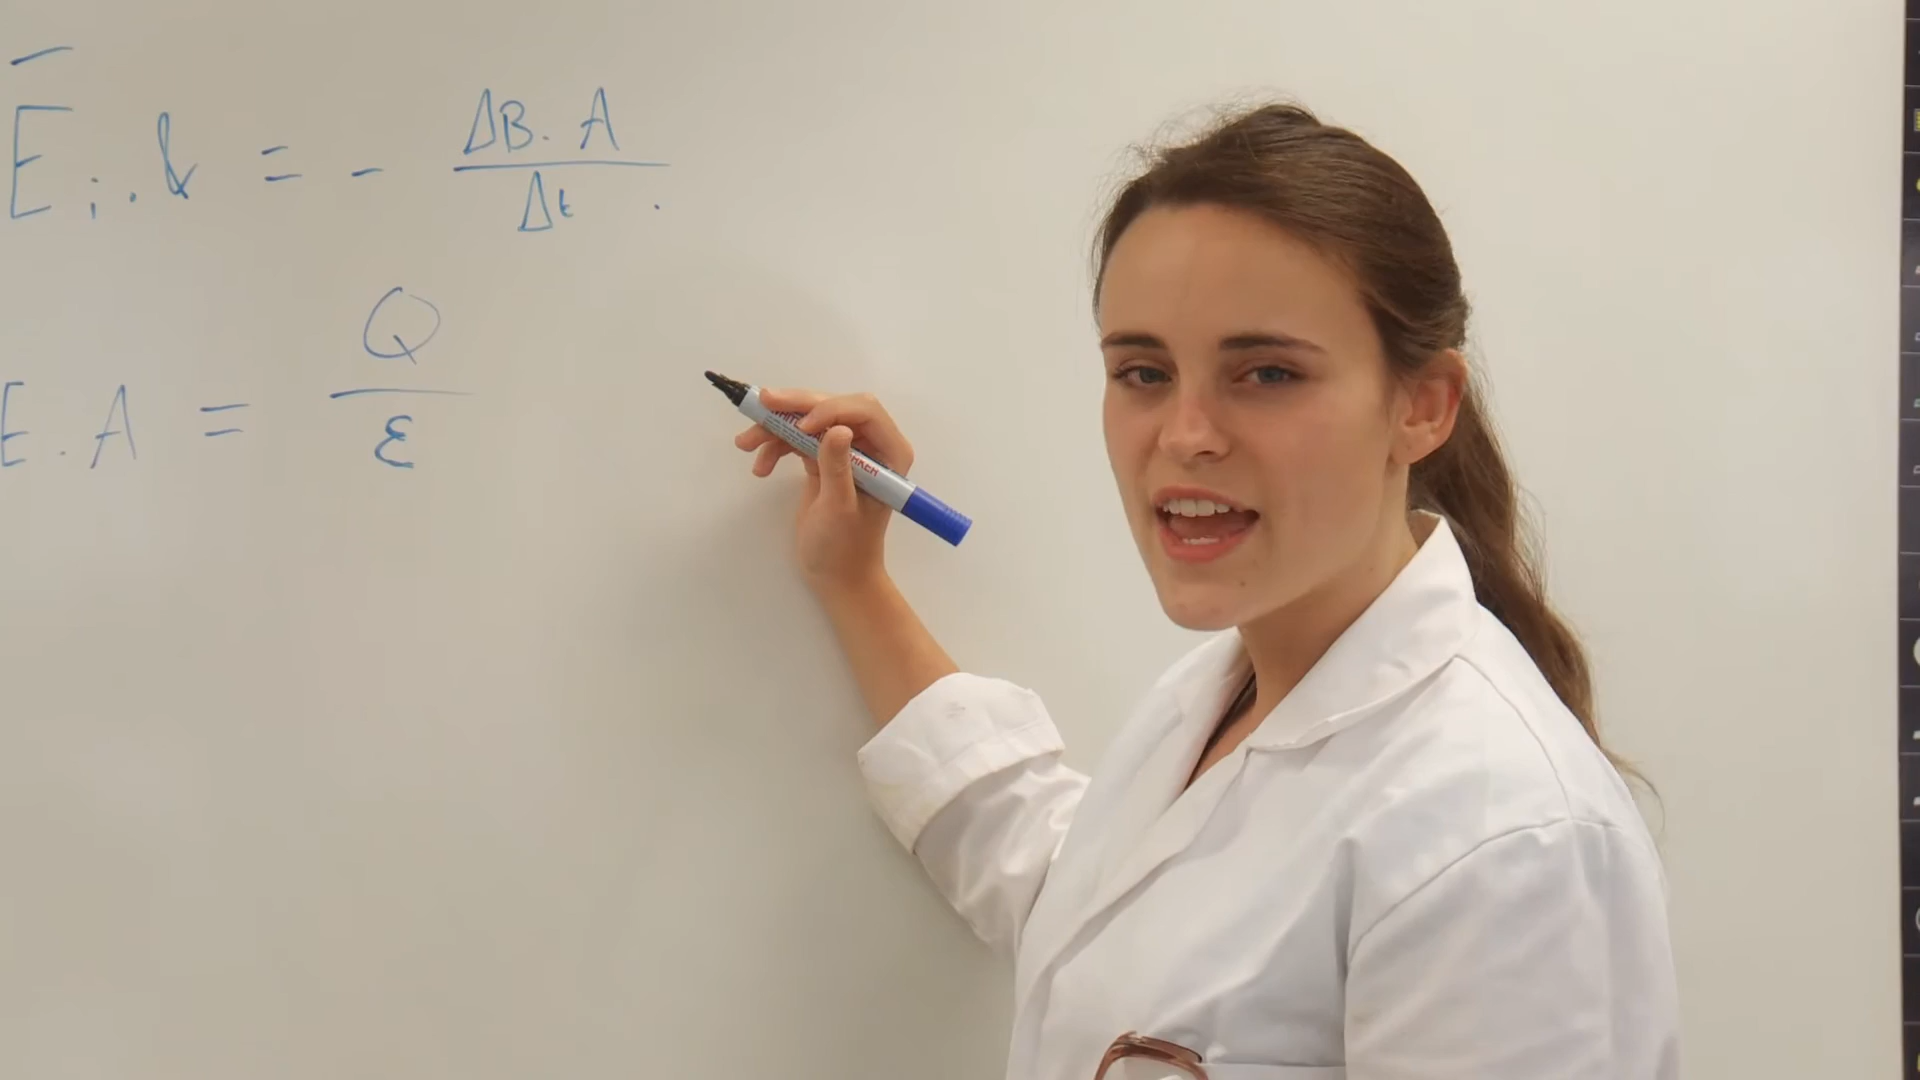 E i . l = - ΔB. A / Δt .
E . A = Q / ε